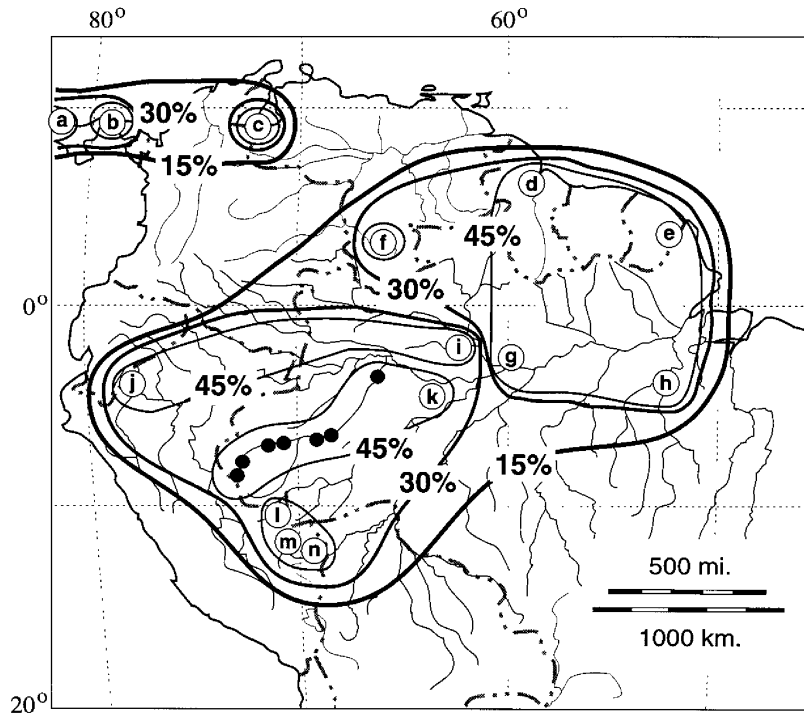 80° 60°
a b 30% c
15%
d
f 45% e
30%
0°
i g
j 45% k h
45%
30% 15%
l
m n
500 mi.
1000 km.
20°